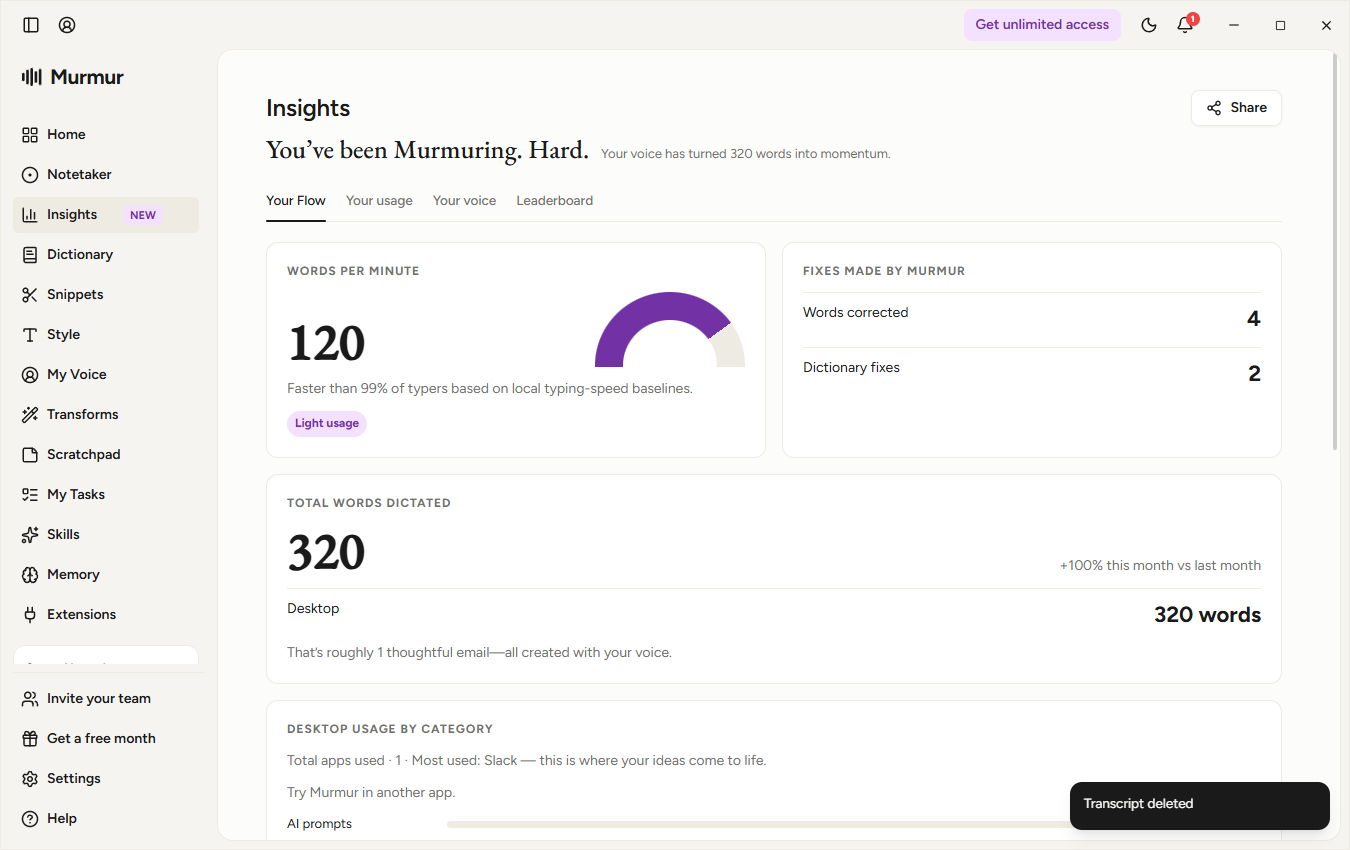 Get unlimited access
1
Murmur
Home
Notetaker
Insights NEW
Dictionary
Snippets
Style
My Voice
Transforms
Scratchpad
My Tasks
Skills
Memory
Extensions
Invite your team
Get a free month
Settings
Help
Insights
Share
You’ve been Murmuring. Hard. Your voice has turned 320 words into momentum.
Your Flow Your usage Your voice Leaderboard
WORDS PER MINUTE
120
Faster than 99% of typers based on local typing-speed baselines.
Light usage
FIXES MADE BY MURMUR
Words corrected 4
Dictionary fixes 2
TOTAL WORDS DICTATED
320
+100% this month vs last month
Desktop 320 words
That's roughly 1 thoughtful email—all created with your voice.
DESKTOP USAGE BY CATEGORY
Total apps used · 1 · Most used: Slack — this is where your ideas come to life.
Try Murmur in another app.
AI prompts
Transcript deleted